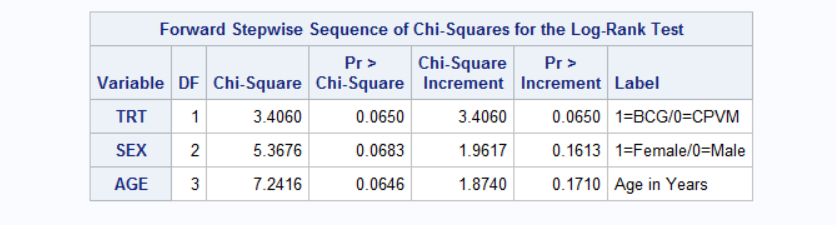 Forward Stepwise Sequence of Chi-Squares for the Log-Rank Test
Variable DF Chi-Square Pr > Chi-Square Chi-Square Increment Pr > Increment Label
TRT 1 3.4060 0.0650 3.4060 0.0650 1=BCG/0=CPVM
SEX 2 5.3676 0.0683 1.9617 0.1613 1=Female/0=Male
AGE 3 7.2416 0.0646 1.8740 0.1710 Age in Years